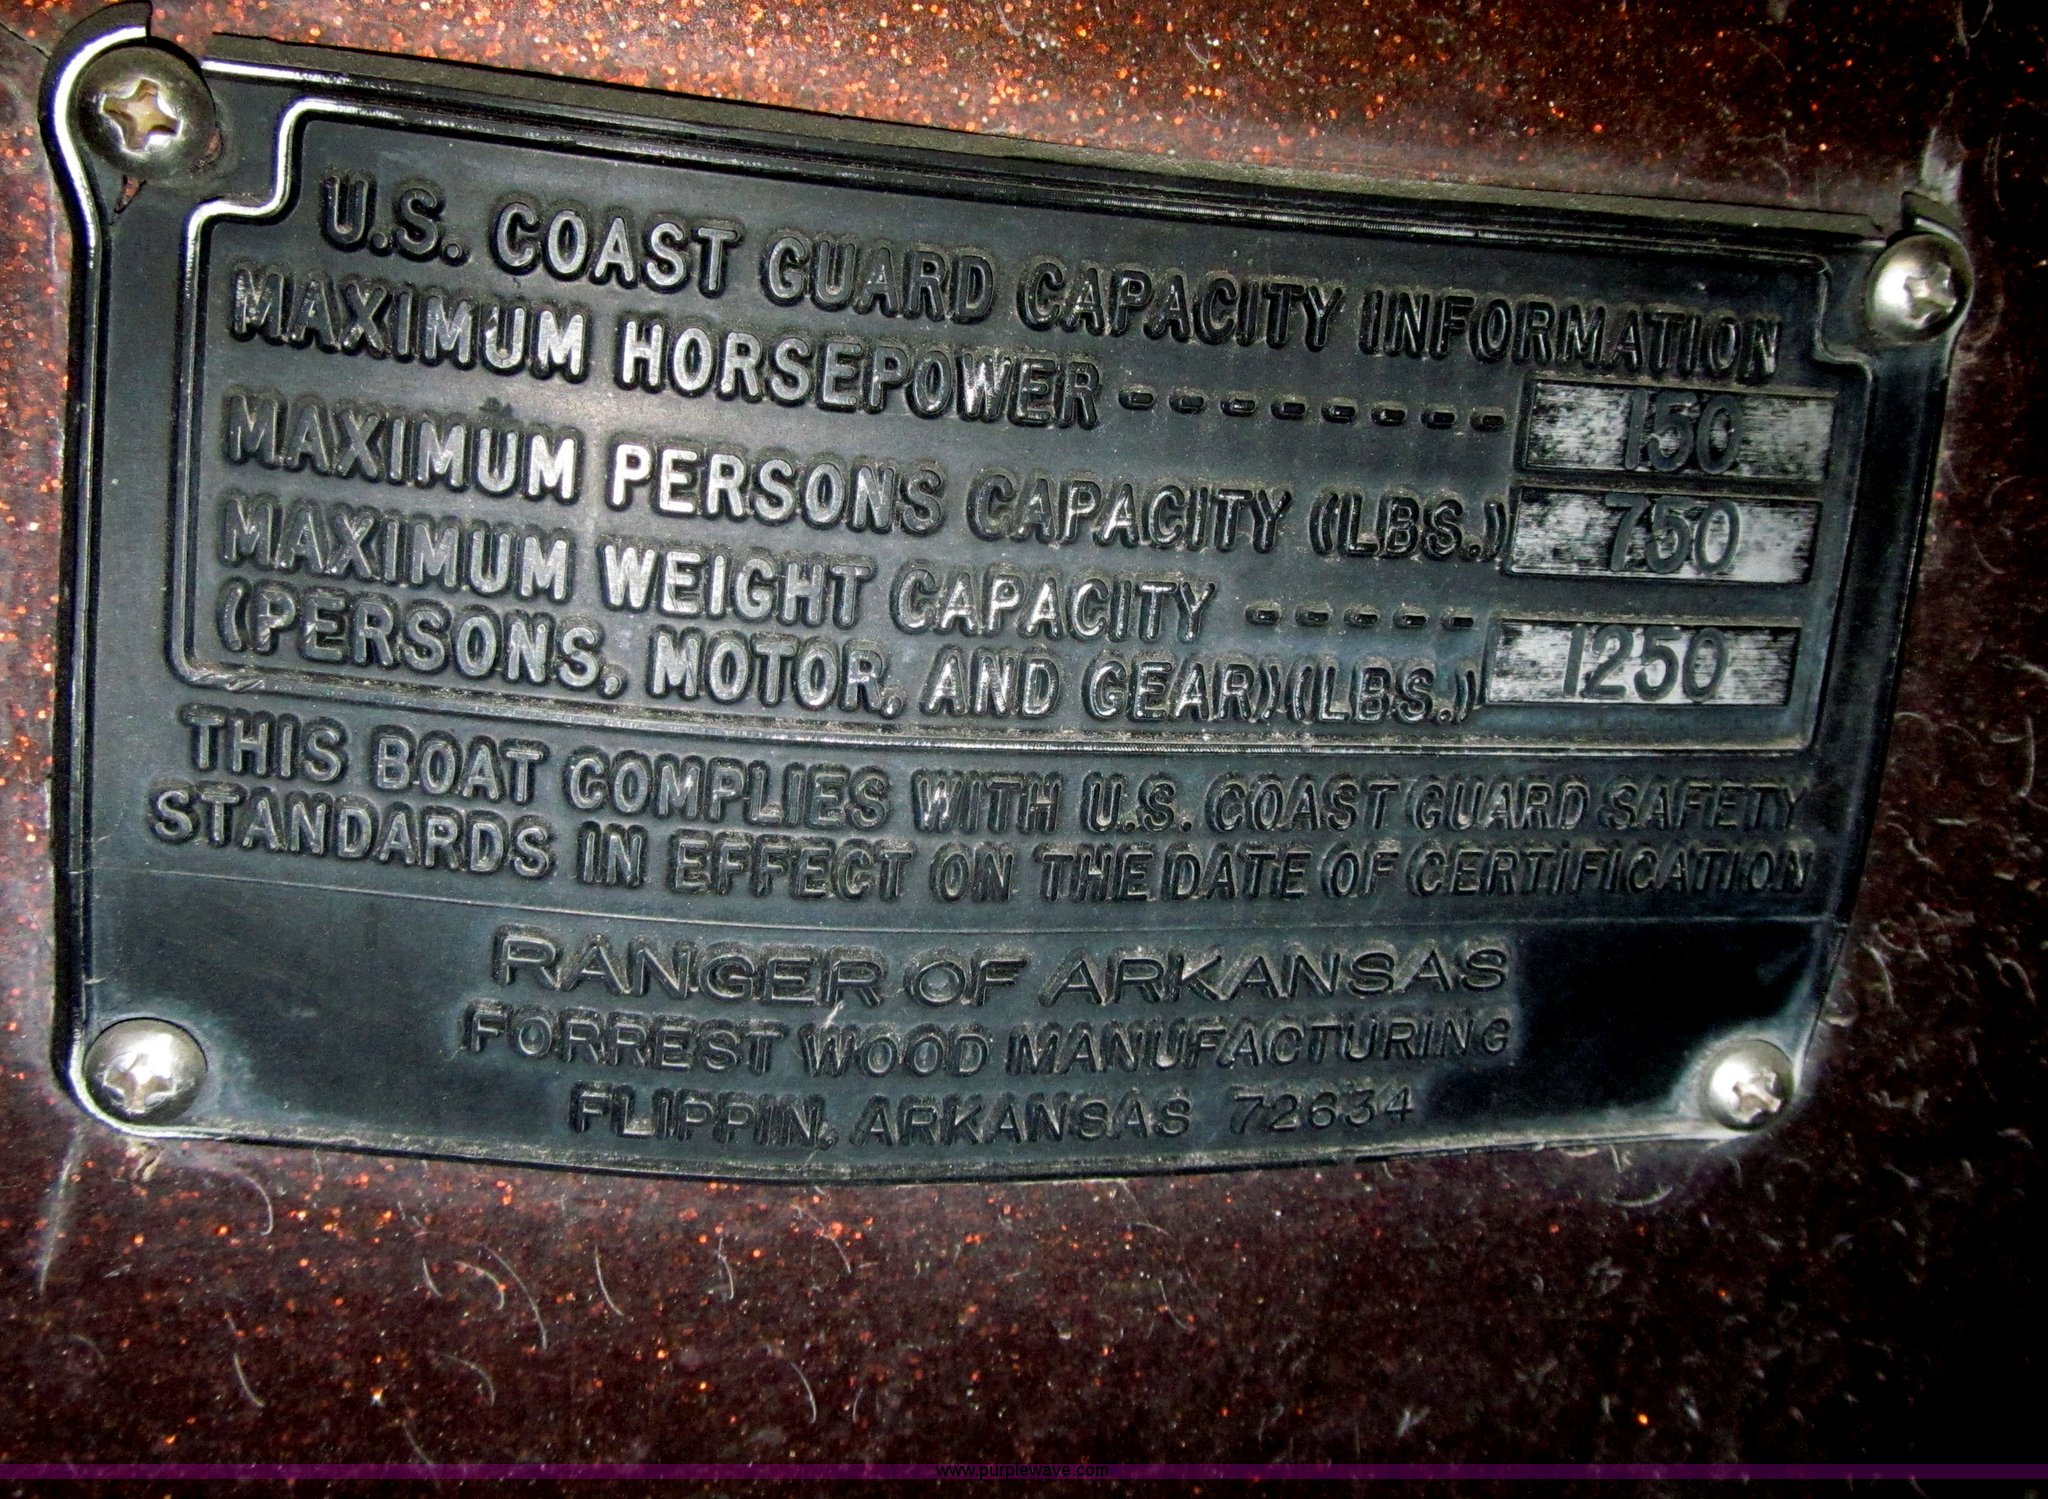 U.S. COAST GUARD CAPACITY INFORMATION
MAXIMUM HORSEPOWER -------- 150
MAXIMUM PERSONS CAPACITY (LBS.) 750
MAXIMUM WEIGHT CAPACITY -----
(PERSONS, MOTOR, AND GEAR)(LBS.) 1250
THIS BOAT COMPLIES WITH U.S. COAST GUARD SAFETY
STANDARDS IN EFFECT ON THE DATE OF CERTIFICATION
RANGER OF ARKANSAS
FORREST WOOD MANUFACTURING
FLIPPIN, ARKANSAS 72634
www.purplewave.com